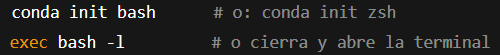 conda init bash # o: conda init zsh
exec bash -l # o cierra y abre la terminal